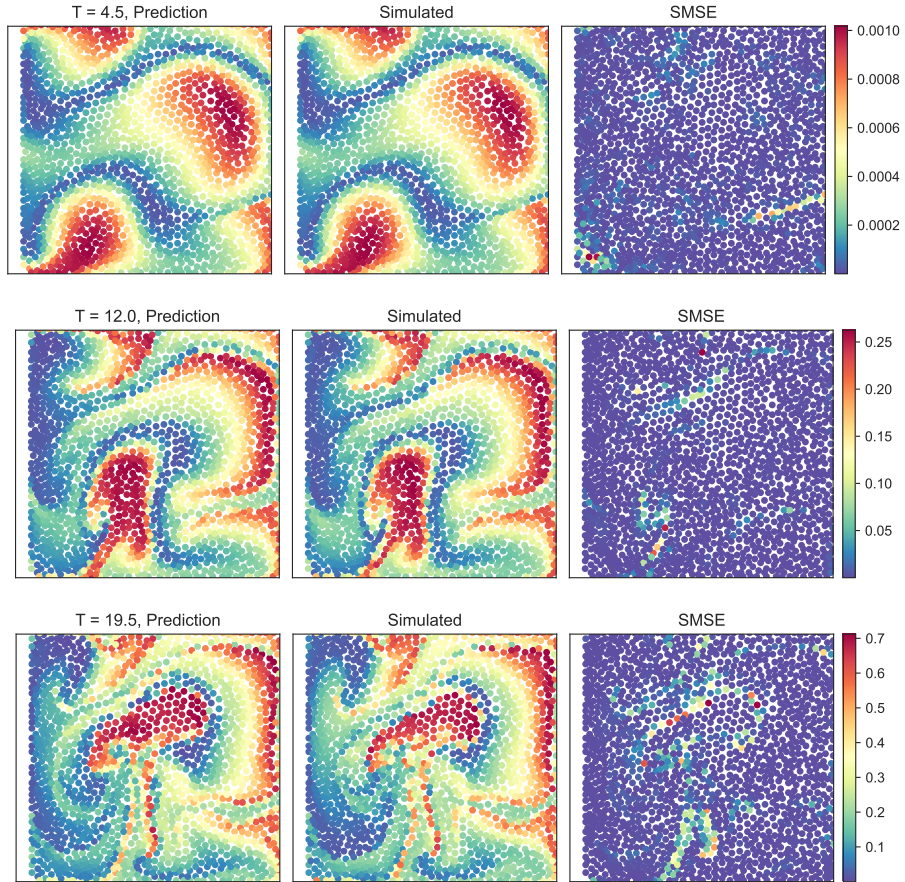 T = 4.5, Prediction
Simulated
SMSE
0.0010
0.0008
0.0006
0.0004
0.0002
T = 12.0, Prediction
Simulated
SMSE
0.25
0.20
0.15
0.10
0.05
T = 19.5, Prediction
Simulated
SMSE
0.7
0.6
0.5
0.4
0.3
0.2
0.1